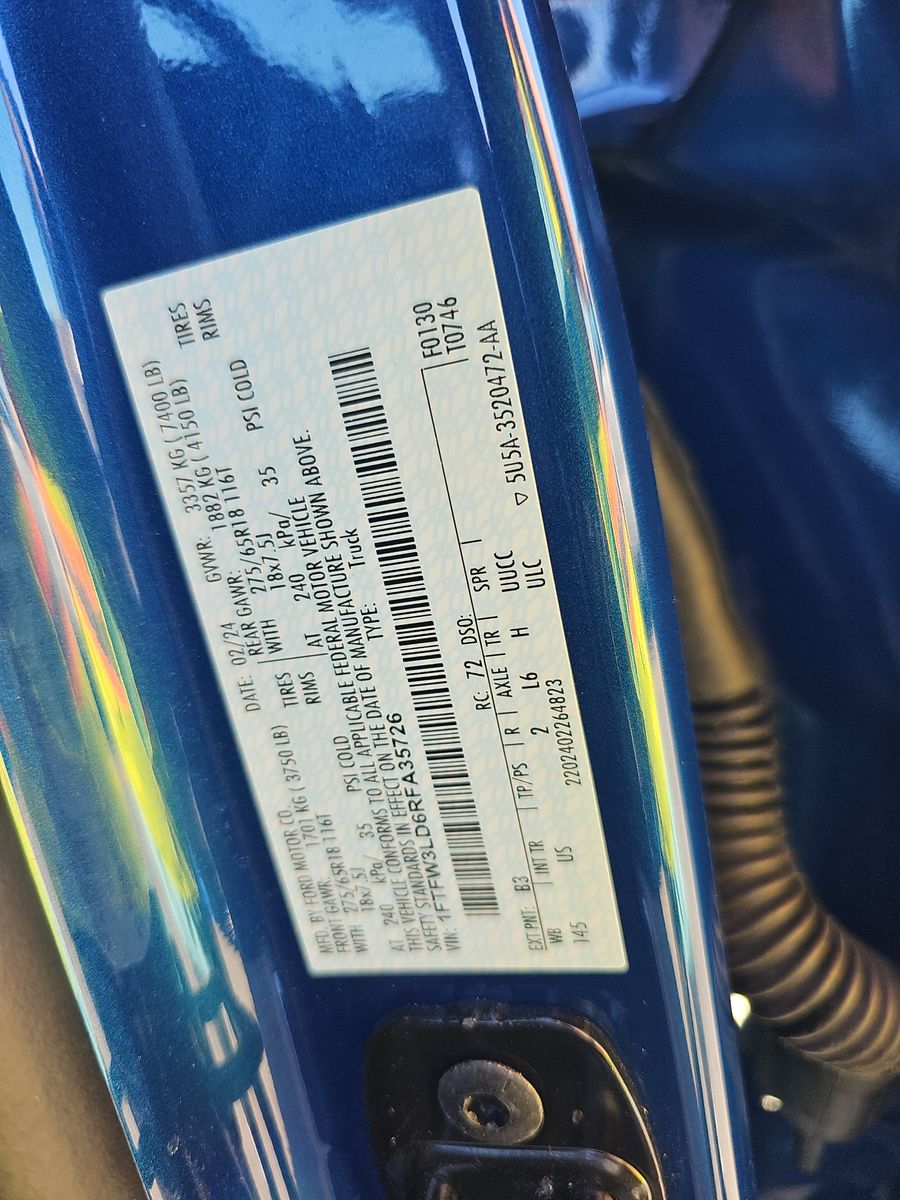 MFD. BY FORD MOTOR CO.
DATE: 02/24 GVWR: 3357 KG ( 7400 LB)
FRONT GAWR: 1701 KG ( 3750 LB) REAR GAWR: 1882 KG ( 4150 LB)
275/65R18 116T TIRES 275/65R18 116T TIRES
WITH 18x7.5J RIMS WITH 18x7.5J RIMS
AT 240 kPa/ 35 PSI COLD AT 240 kPa/ 35 PSI COLD
THIS VEHICLE CONFORMS TO ALL APPLICABLE FEDERAL MOTOR VEHICLE
SAFETY STANDARDS IN EFFECT ON THE DATE OF MANUFACTURE SHOWN ABOVE.
VIN: 1FTFW3LD6RFA35726 TYPE: Truck
F0130
T0746
EXT PNT: B3 RC: 72 DSO:
WB INT TR TP/PS R AXLE TR SPR
145 US 2 L6 H UUCC
2202402264823 ULC
▽ 5U5A-3520472-AA